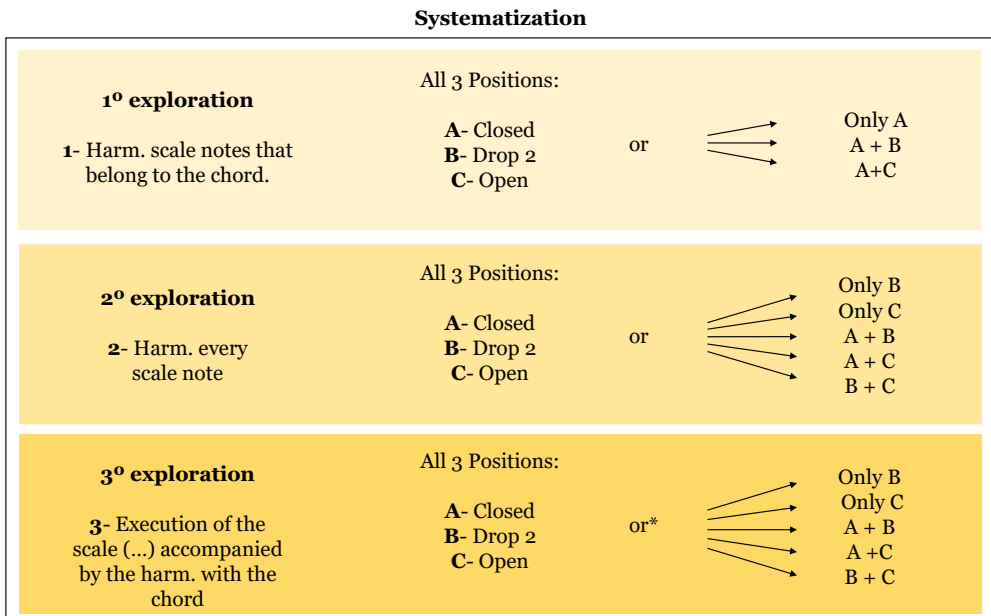 Systematization
1º exploration
1- Harm. scale notes that
belong to the chord.
All 3 Positions:
A- Closed
B- Drop 2
C- Open
or
Only A
A + B
A+C
2º exploration
2- Harm. every
scale note
All 3 Positions:
A- Closed
B- Drop 2
C- Open
or
Only B
Only C
A + B
A + C
B + C
3º exploration
3- Execution of the
scale (...) accompanied
by the harm. with the
chord
All 3 Positions:
A- Closed
B- Drop 2
C- Open
or*
Only B
Only C
A + B
A +C
B + C